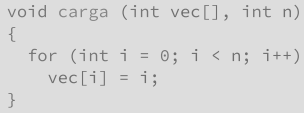 void carga (int vec[], int n)
{
  for (int i = 0; i < n; i++)
    vec[i] = i;
}